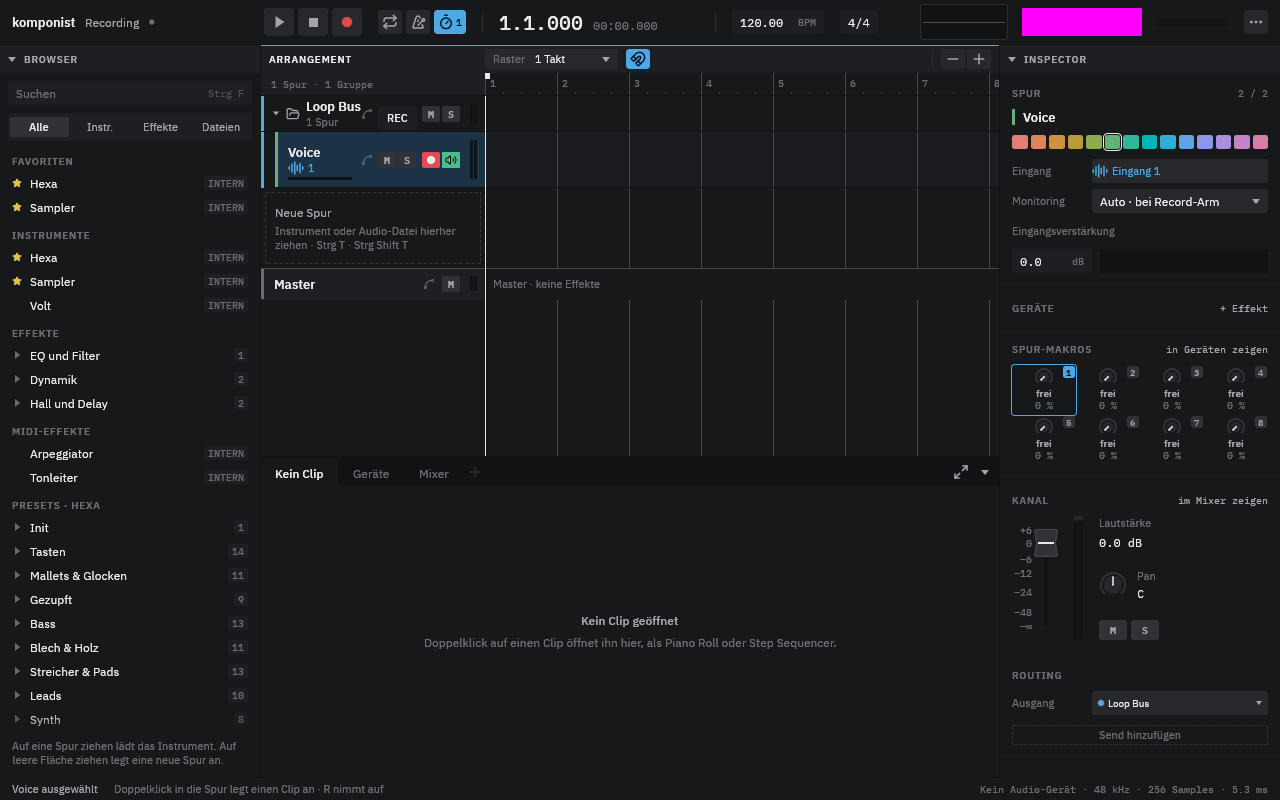 komponist Recording
1
1.1.000 00:00.000
120.00 BPM
4/4
BROWSER
Suchen Strg F
Alle Instr. Effekte Dateien
FAVORITEN
Hexa INTERN
Sampler INTERN
INSTRUMENTE
Hexa INTERN
Sampler INTERN
Volt INTERN
EFFEKTE
EQ und Filter 1
Dynamik 2
Hall und Delay 2
MIDI-EFFEKTE
Arpeggiator INTERN
Tonleiter INTERN
PRESETS · HEXA
Init 1
Tasten 14
Mallets & Glocken 11
Gezupft 9
Bass 13
Blech & Holz 11
Streicher & Pads 13
Leads 10
Synth 8
Auf eine Spur ziehen lädt das Instrument. Auf
leere Fläche ziehen legt eine neue Spur an.
ARRANGEMENT
Raster 1 Takt
1 Spur · 1 Gruppe
1 2 3 4 5 6 7 8
Loop Bus
1 Spur
REC
M S
Voice
1
M S
Neue Spur
Instrument oder Audio-Datei hierher
ziehen · Strg T · Strg Shift T
Master M
Master · keine Effekte
Kein Clip Geräte Mixer
Kein Clip geöffnet
Doppelklick auf einen Clip öffnet ihn hier, als Piano Roll oder Step Sequencer.
INSPECTOR
SPUR 2 / 2
Voice
Eingang Eingang 1
Monitoring Auto · bei Record-Arm
Eingangsverstärkung
0.0 dB
GERÄTE + Effekt
SPUR-MAKROS in Geräten zeigen
1 2 3 4
frei frei frei frei
0 % 0 % 0 % 0 %
5 6 7 8
frei frei frei frei
0 % 0 % 0 % 0 %
KANAL im Mixer zeigen
+6
0
−6
−12
−24
−48
−∞
Lautstärke
0.0 dB
Pan
C
M S
ROUTING
Ausgang Loop Bus
Send hinzufügen
Voice ausgewählt Doppelklick in die Spur legt einen Clip an · R nimmt auf
Kein Audio-Gerät · 48 kHz · 256 Samples · 5.3 ms